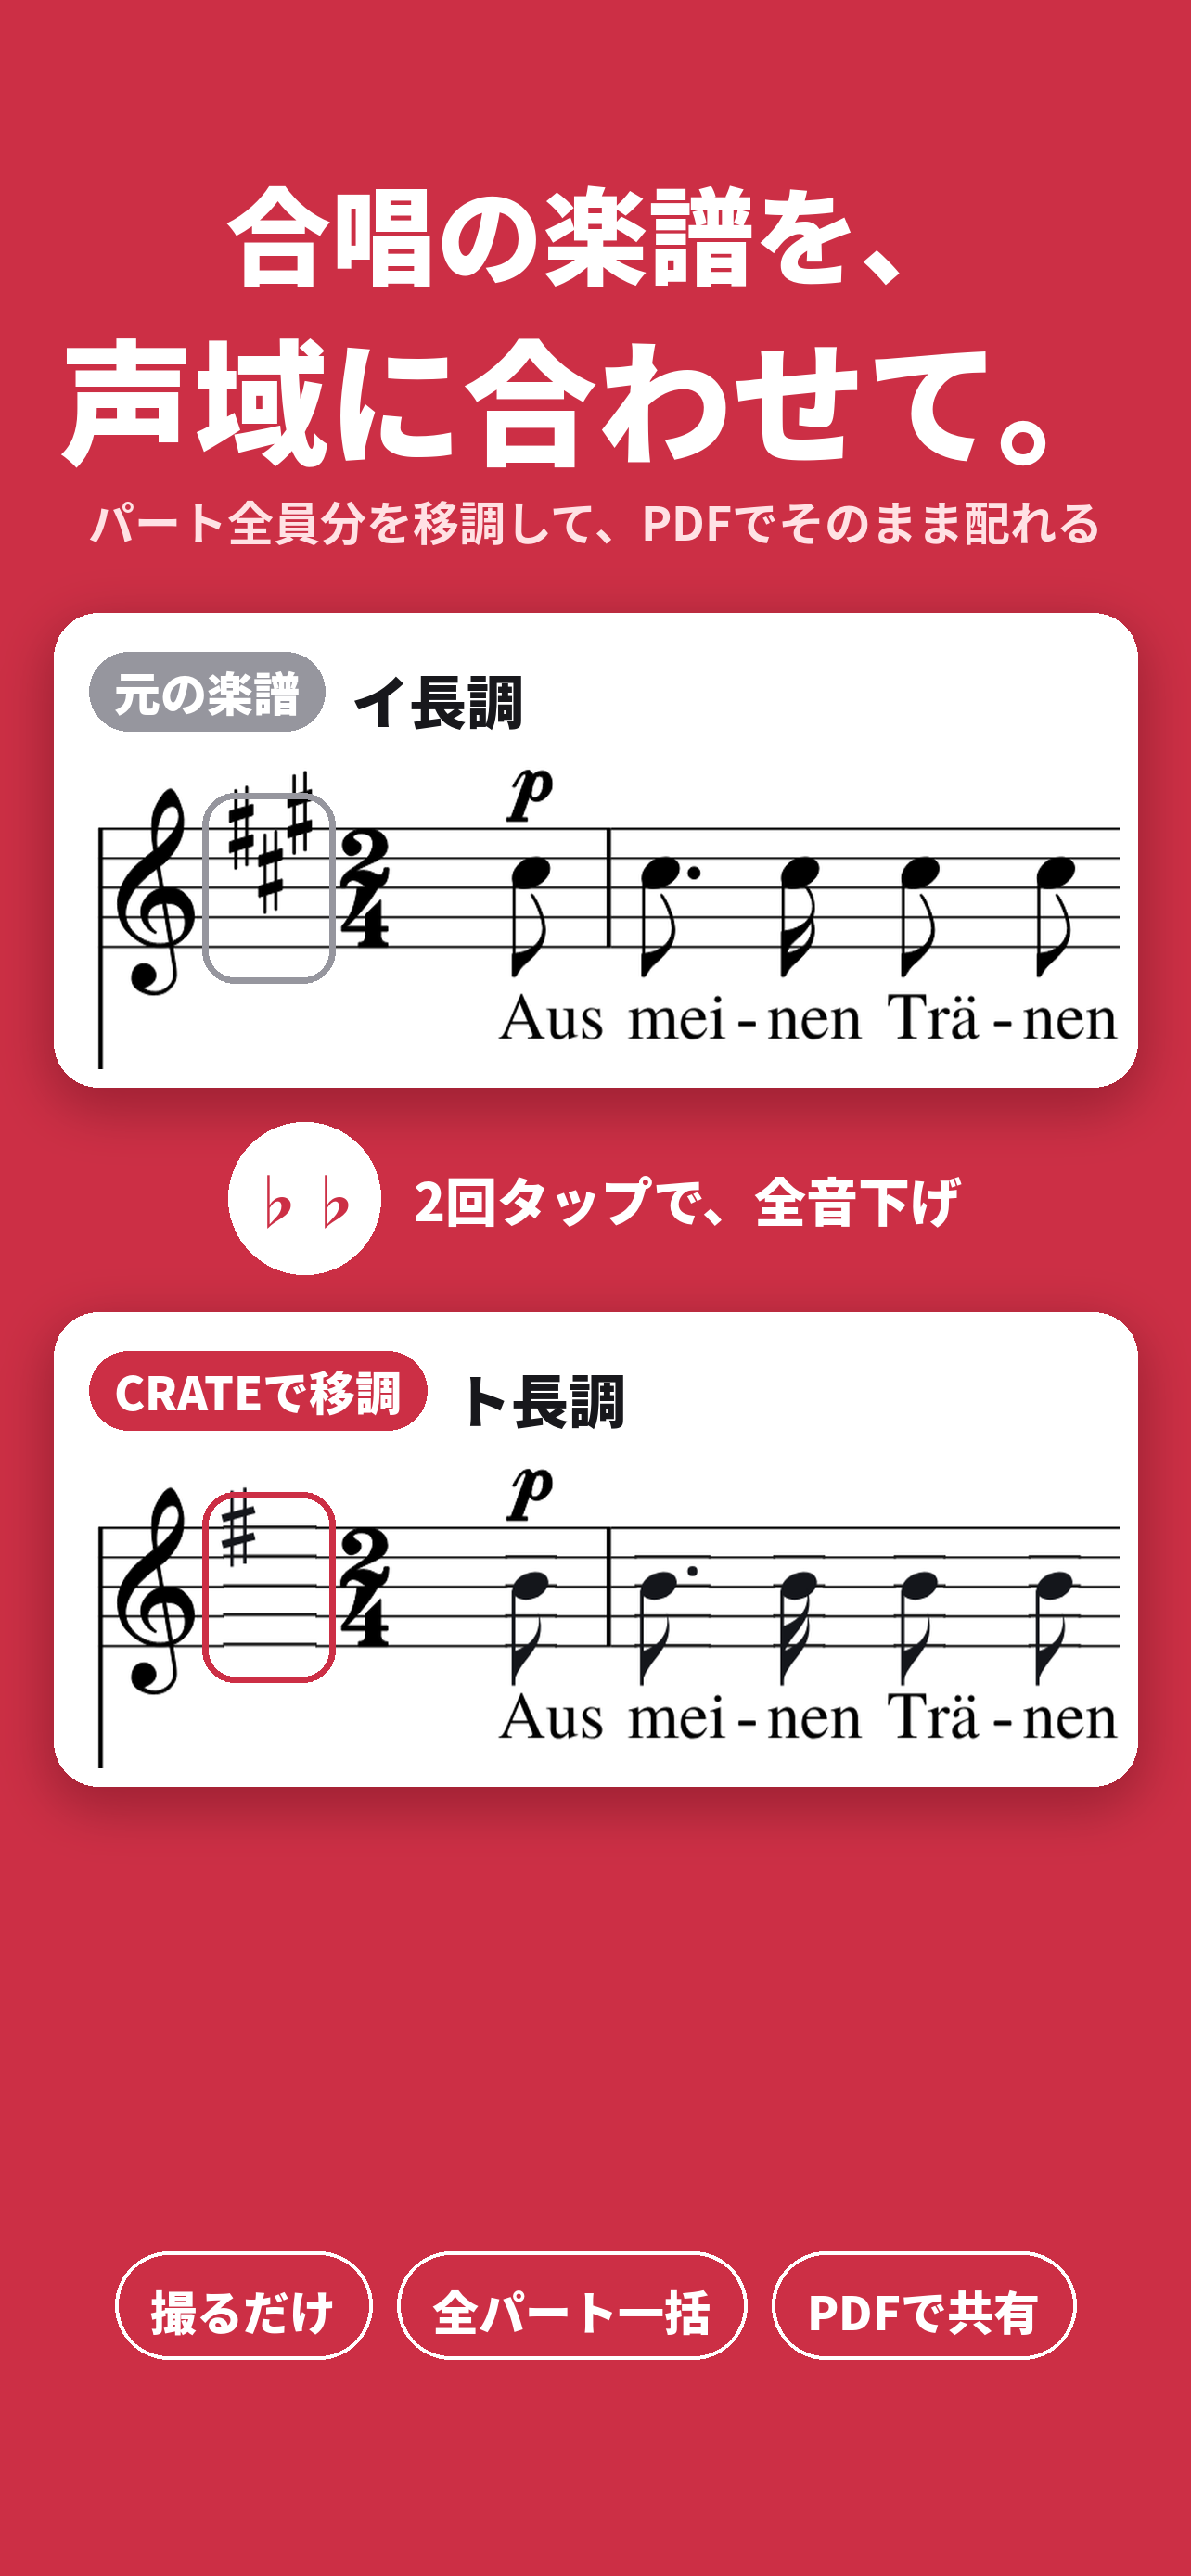 合唱の楽譜を、
声域に合わせて。
パート全員分を移調して、PDFでそのまま配れる
元の楽譜 イ長調
p
2
4
Aus mei - nen Trä - nen
♭ ♭ 2回タップで、全音下げ
CRATEで移調 ト長調
p
2
4
Aus mei - nen Trä - nen
撮るだけ 全パート一括 PDFで共有